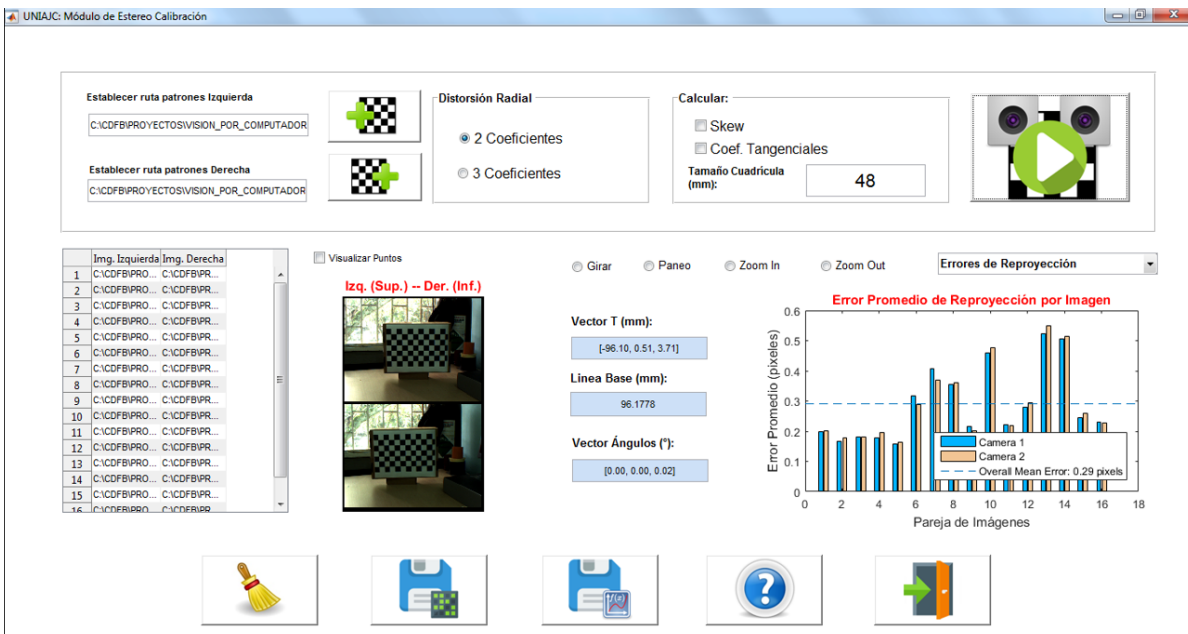 UNIAJC: Módulo de Estereo Calibración
Establecer ruta patrones Izquierda
C:\CDFB\PROYECTOS\VISION_POR_COMPUTADOR
Establecer ruta patrones Derecha
C:\CDFB\PROYECTOS\VISION_POR_COMPUTADOR
Distorsión Radial
2 Coeficientes
3 Coeficientes
Calcular:
Skew
Coef. Tangenciales
Tamaño Cuadricula
(mm):
48
Img. Izquierda Img. Derecha
1 C:\CDFB\PRO... C:\CDFB\PR...
2 C:\CDFB\PRO... C:\CDFB\PR...
3 C:\CDFB\PRO... C:\CDFB\PR...
4 C:\CDFB\PRO... C:\CDFB\PR...
5 C:\CDFB\PRO... C:\CDFB\PR...
6 C:\CDFB\PRO... C:\CDFB\PR...
7 C:\CDFB\PRO... C:\CDFB\PR...
8 C:\CDFB\PRO... C:\CDFB\PR...
9 C:\CDFB\PRO... C:\CDFB\PR...
10 C:\CDFB\PRO... C:\CDFB\PR...
11 C:\CDFB\PRO... C:\CDFB\PR...
12 C:\CDFB\PRO... C:\CDFB\PR...
13 C:\CDFB\PRO... C:\CDFB\PR...
14 C:\CDFB\PRO... C:\CDFB\PR...
15 C:\CDFB\PRO... C:\CDFB\PR...
16 C:\CDFB\PRO... C:\CDFB\PR...
Visualizar Puntos
Izq. (Sup.) -- Der. (Inf.)
Girar
Paneo
Zoom In
Zoom Out
Errores de Reproyección
Vector T (mm):
[-96.10, 0.51, 3.71]
Linea Base (mm):
96.1778
Vector Ángulos (°):
[0.00, 0.00, 0.02]
Error Promedio de Reproyección por Imagen
Error Promedio (pixeles)
0.6
0.5
0.4
0.3
0.2
0.1
0
Camera 1
Camera 2
Overall Mean Error: 0.29 pixels
0 2 4 6 8 10 12 14 16 18
Pareja de Imágenes
f(x)
?